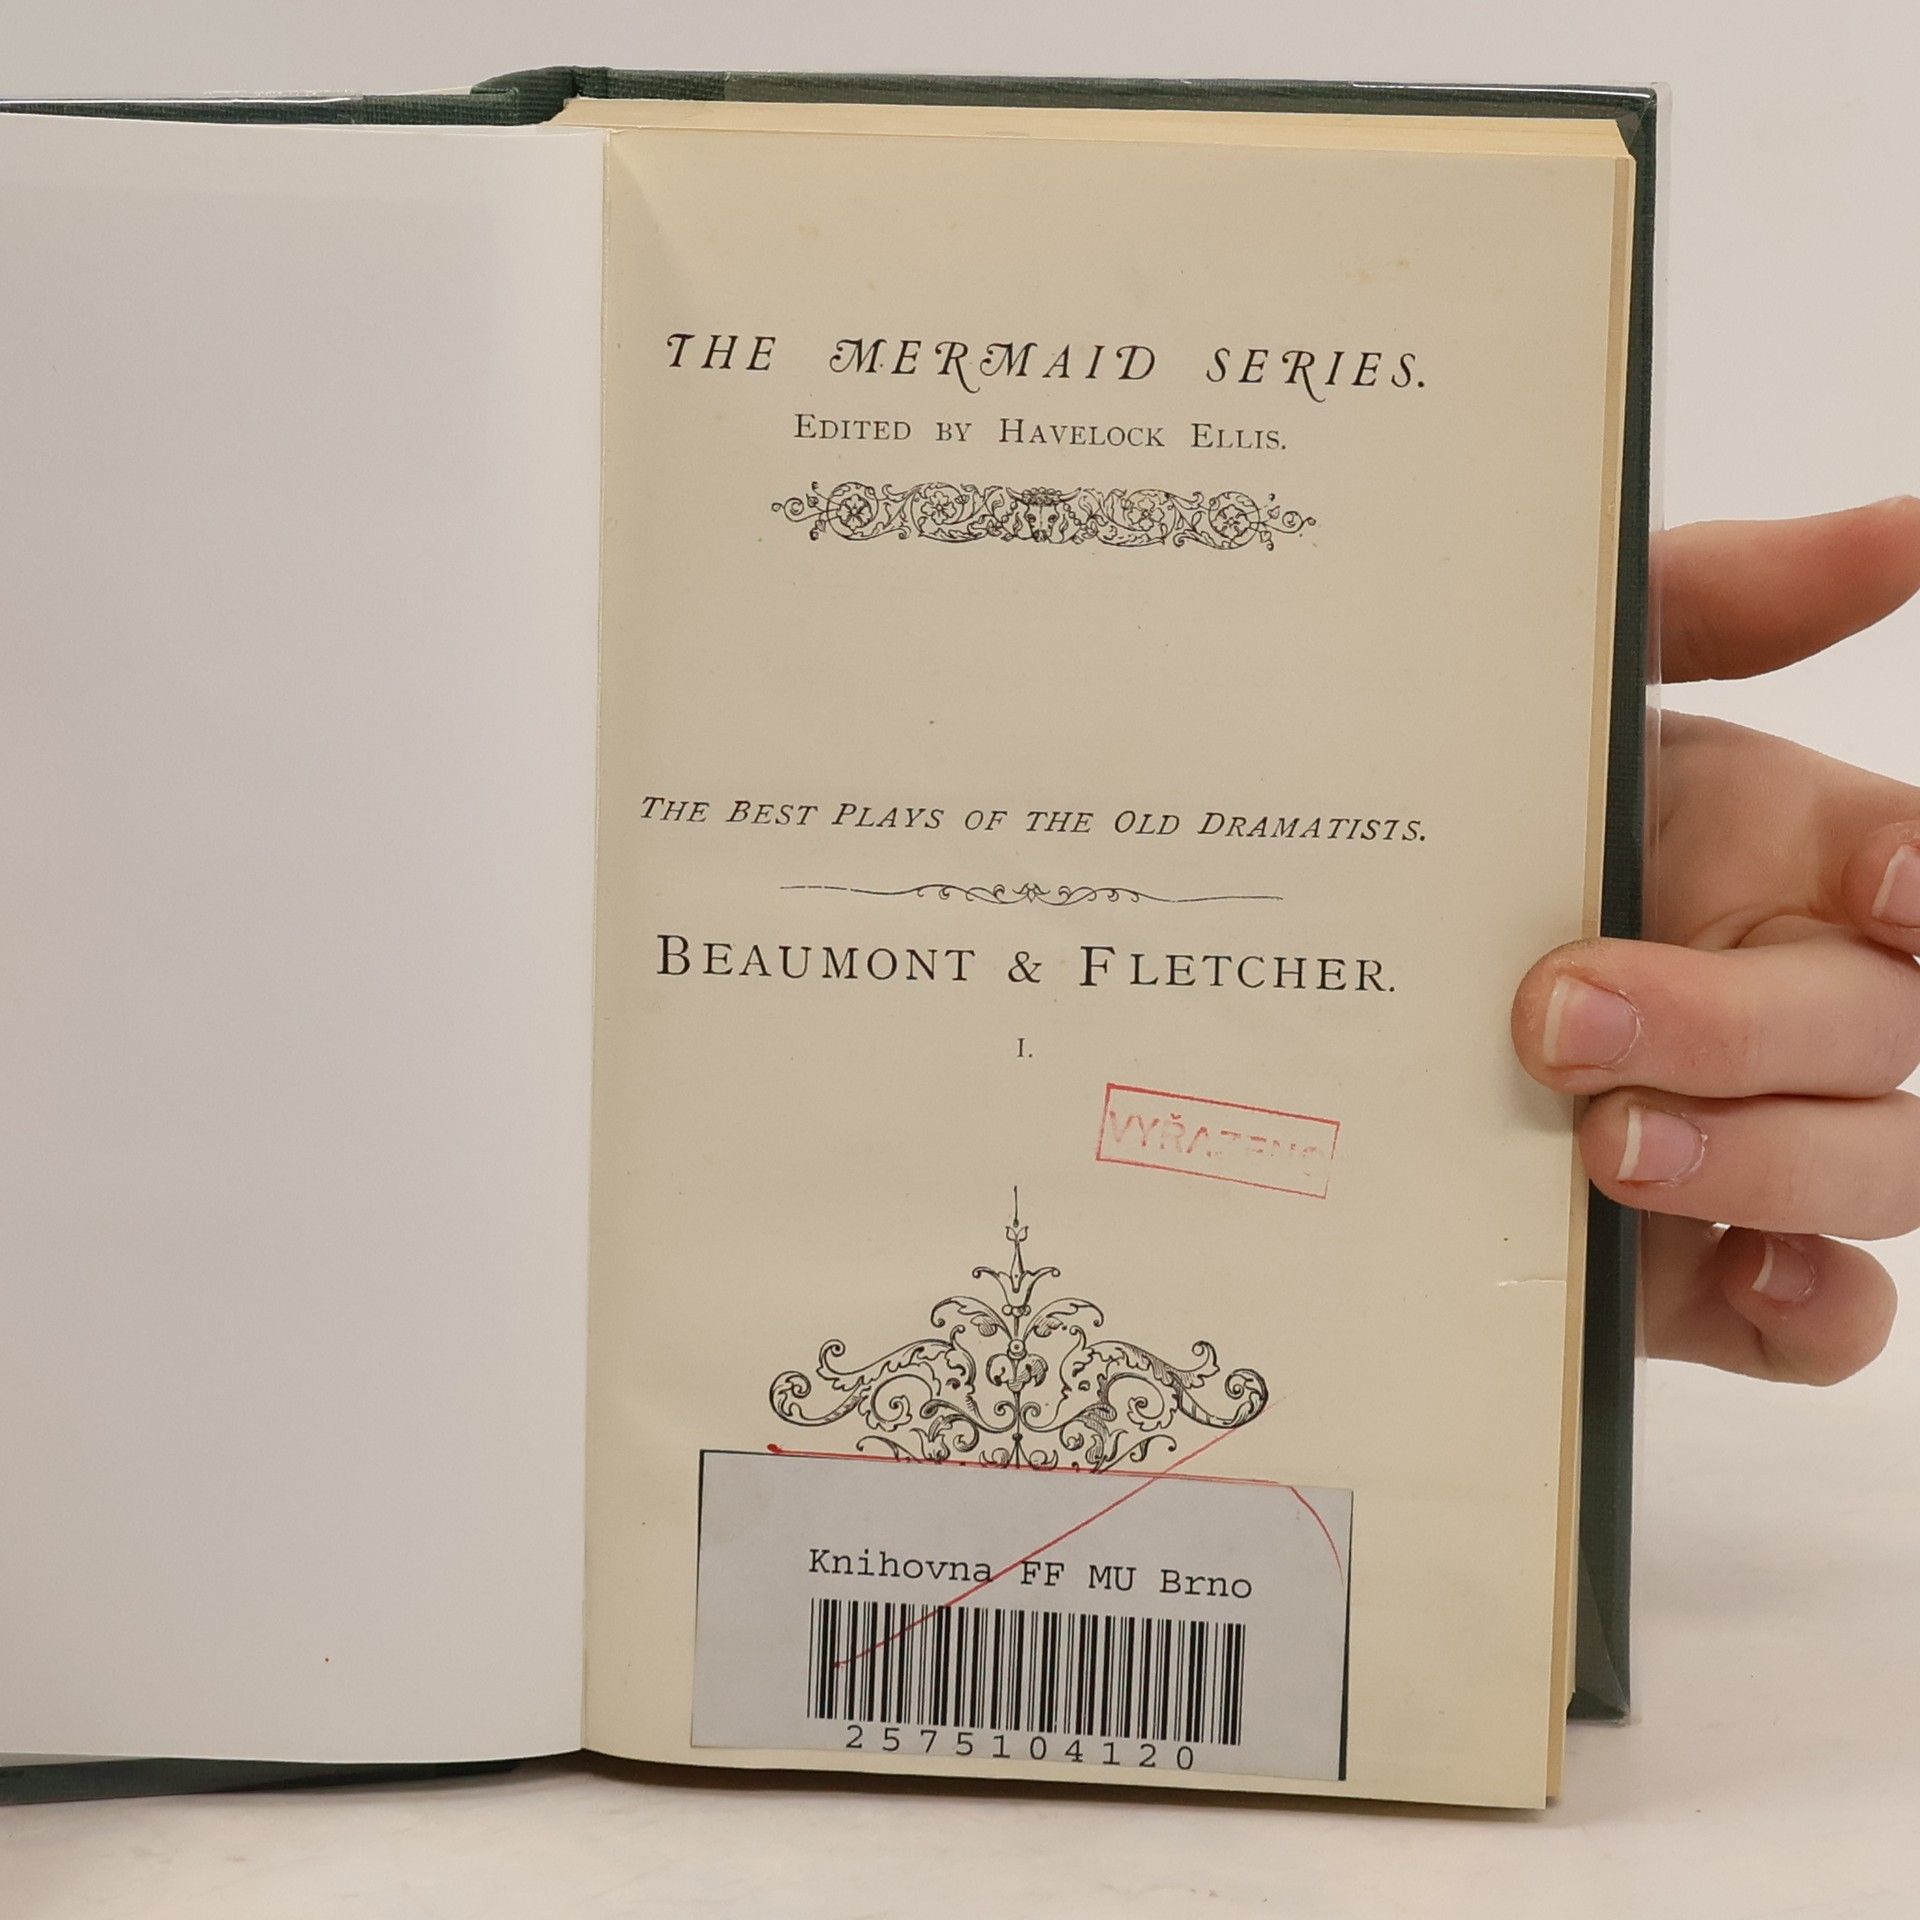 THE MERMAID SERIES.
EDITED BY HAVELOCK ELLIS.
THE BEST PLAYS OF THE OLD DRAMATISTS.
BEAUMONT & FLETCHER.
I.
VYŘAZENO
Knihovna FF MU Brno
2575104120